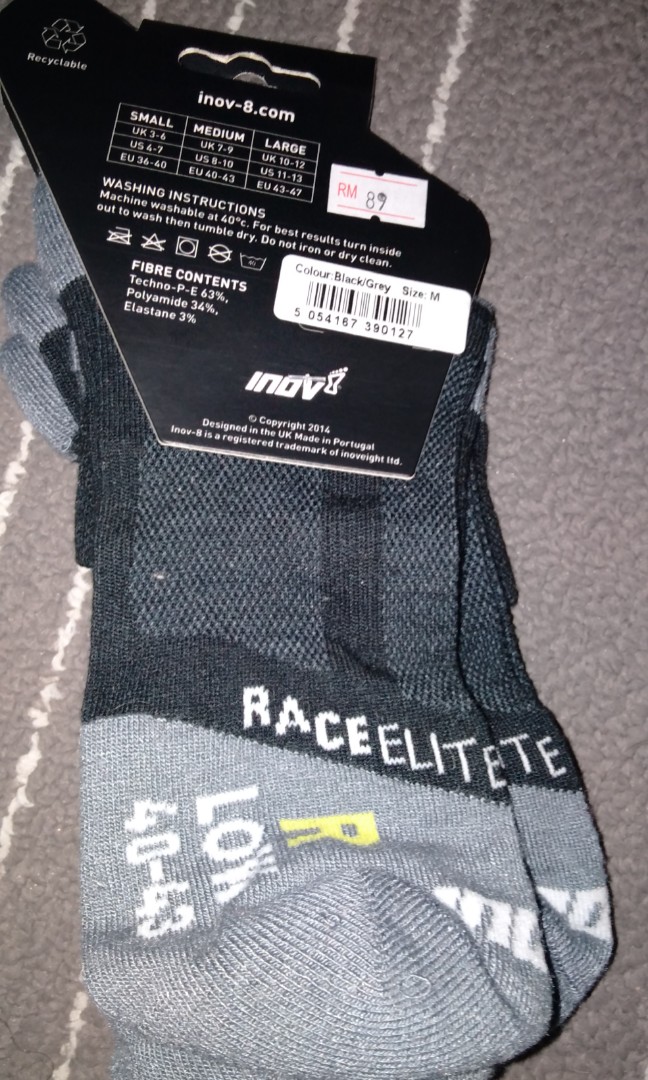 Recyclable
inov-8.com
SMALL MEDIUM LARGE
UK 3-6 UK 7-9 UK 10-12
US 4-7 US 8-10 US 11-13
EU 36-40 EU 40-43 EU 43-47
RM 89
WASHING INSTRUCTIONS
Machine washable at 40°c. For best results turn inside
out to wash then tumble dry. Do not iron or dry clean.
40
FIBRE CONTENTS
Techno-P-E 63%,
Polyamide 34%,
Elastane 3%
Colour:Black/Grey Size: M
5 054167 390127
inov8
© Copyright 2014
Designed in the UK Made in Portugal
Inov-8 is a registered trademark of inoveight ltd.
RACEELITE
TE
R
LOW
40-43